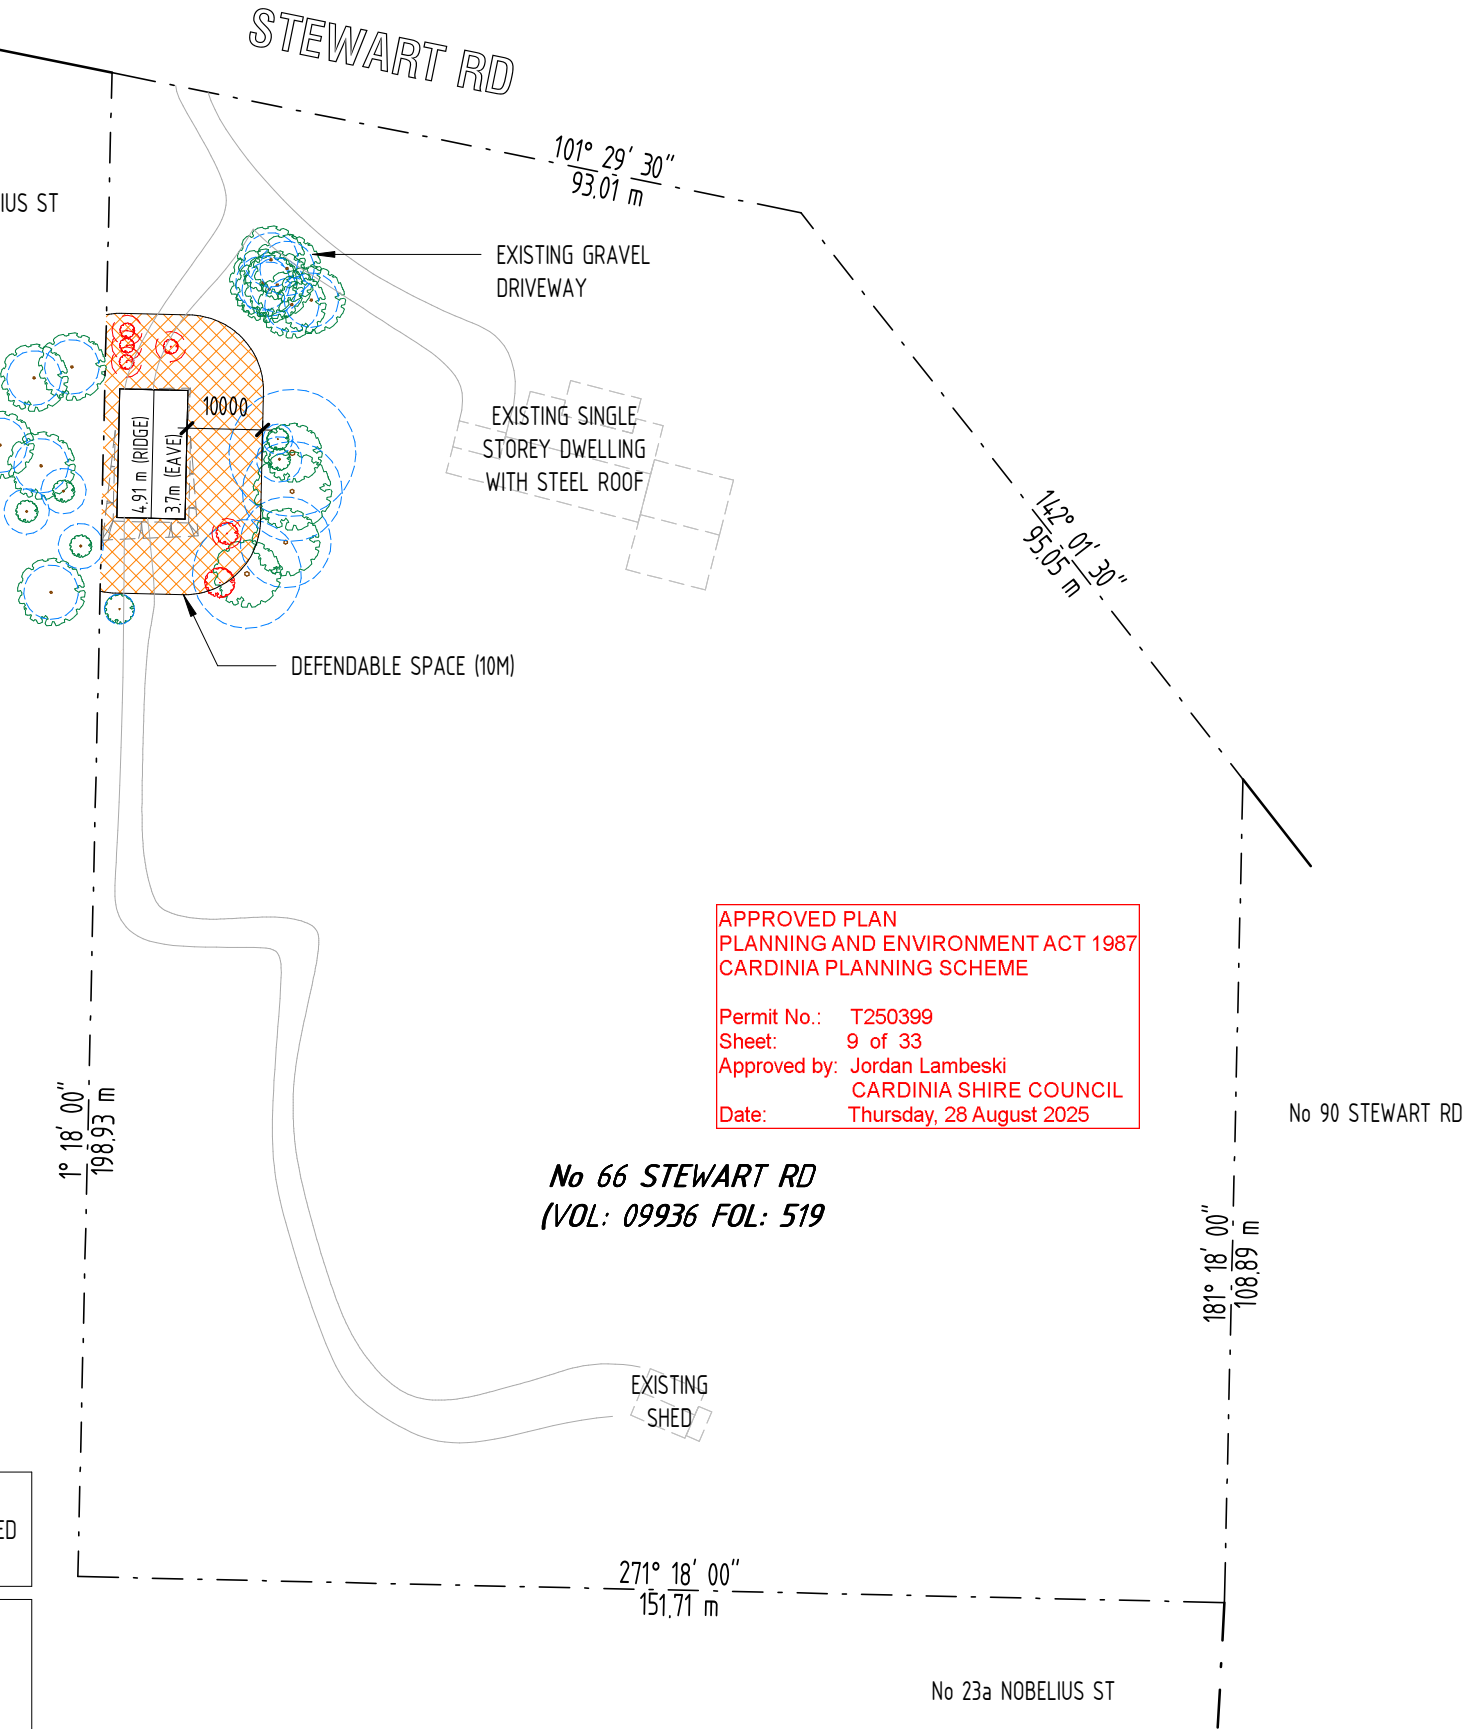 STEWART RD
101° 29' 30"
93.01 m
IUS ST
EXISTING GRAVEL
DRIVEWAY
10000
4.91 m (RIDGE)
3.7m (EAVE)
EXISTING SINGLE
STOREY DWELLING
WITH STEEL ROOF
142° 01' 30"
95.05 m
DEFENDABLE SPACE (10M)
APPROVED PLAN
PLANNING AND ENVIRONMENT ACT 1987
CARDINIA PLANNING SCHEME
Permit No.: T250399
Sheet: 9 of 33
Approved by: Jordan Lambeski
CARDINIA SHIRE COUNCIL
Date: Thursday, 28 August 2025
1° 18' 00"
198.93 m
No 90 STEWART RD
No 66 STEWART RD
(VOL: 09936 FOL: 519
181° 18' 00"
108.89 m
EXISTING
SHED
ED
271° 18' 00"
151.71 m
No 23a NOBELIUS ST